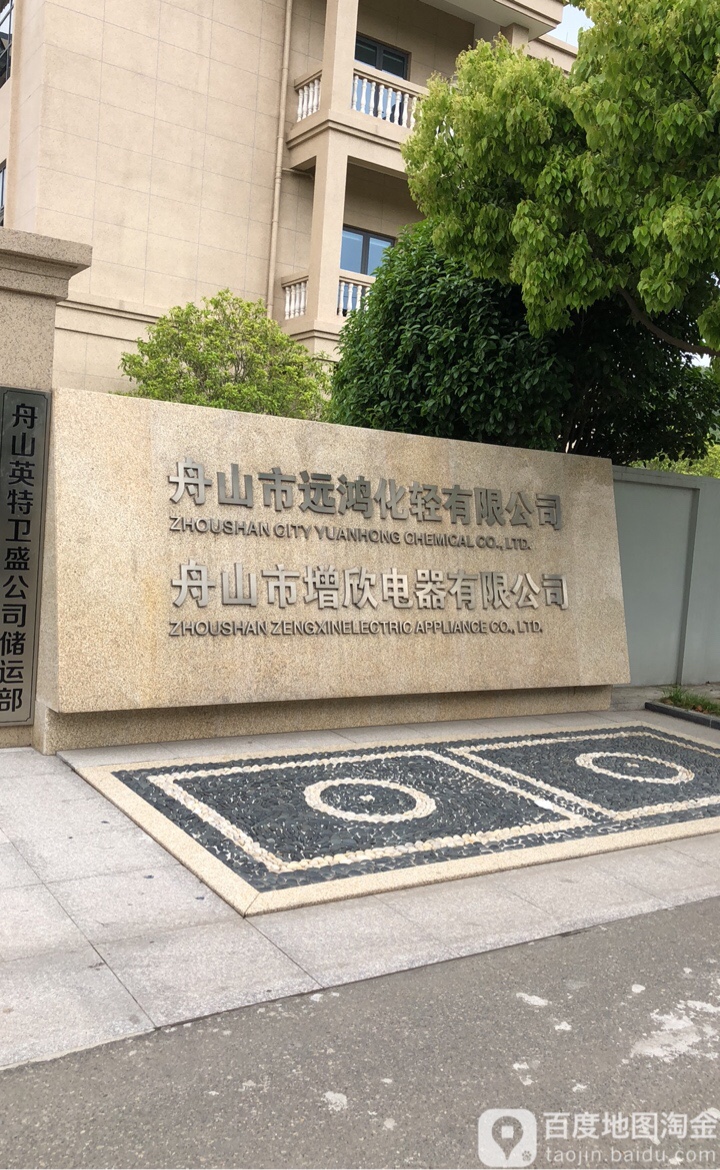 舟山英特卫盛公司储运部
舟山市远鸿化轻有限公司
ZHOUSHAN CITY YUANHONG CHEMICAL CO., LTD.
舟山市增欣电器有限公司
ZHOUSHAN ZENGXINELECTRIC APPLIANCE CO., LTD.
百度地图淘金
taojin.baidu.com